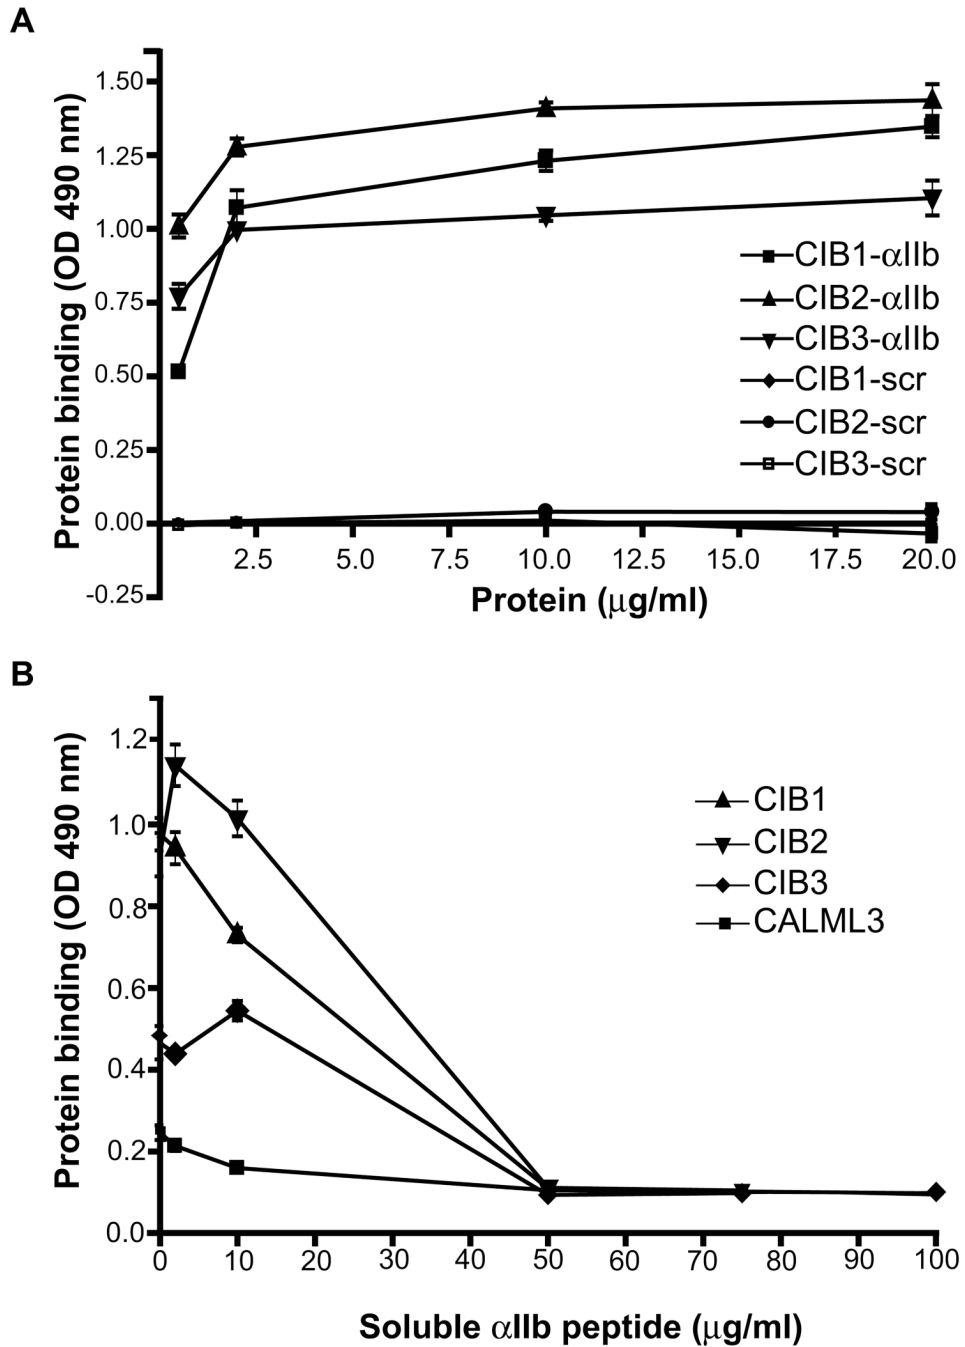 A
Protein binding (OD 490 nm)
1.50
1.25
1.00
0.75
0.50
0.25
0.00
-0.25
2.5 5.0 7.5 10.0 12.5 15.0 17.5 20.0
Protein (μg/ml)
CIB1-αIIb
CIB2-αIIb
CIB3-αIIb
CIB1-scr
CIB2-scr
CIB3-scr
B
Protein binding (OD 490 nm)
1.2
1.0
0.8
0.6
0.4
0.2
0.0
0 10 20 30 40 50 60 70 80 90 100
Soluble αIIb peptide (μg/ml)
CIB1
CIB2
CIB3
CALML3